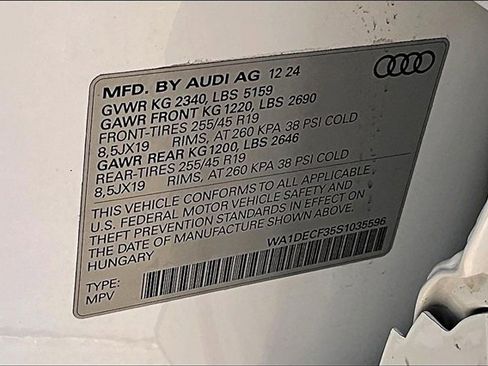 MFD. BY AUDI AG 12 24
GVWR KG 2340, LBS 5159
GAWR FRONT KG 1220, LBS 2690
FRONT-TIRES 255/45 R19
8,5JX19 RIMS, AT 260 KPA 38 PSI COLD
GAWR REAR KG 1200, LBS 2646
REAR-TIRES 255/45 R19
8,5JX19 RIMS, AT 260 KPA 38 PSI COLD
THIS VEHICLE CONFORMS TO ALL APPLICABLE
U.S. FEDERAL MOTOR VEHICLE SAFETY AND
THEFT PREVENTION STANDARDS IN EFFECT ON
THE DATE OF MANUFACTURE SHOWN ABOVE.
HUNGARY WA1DECF35S1035596
TYPE:
MPV